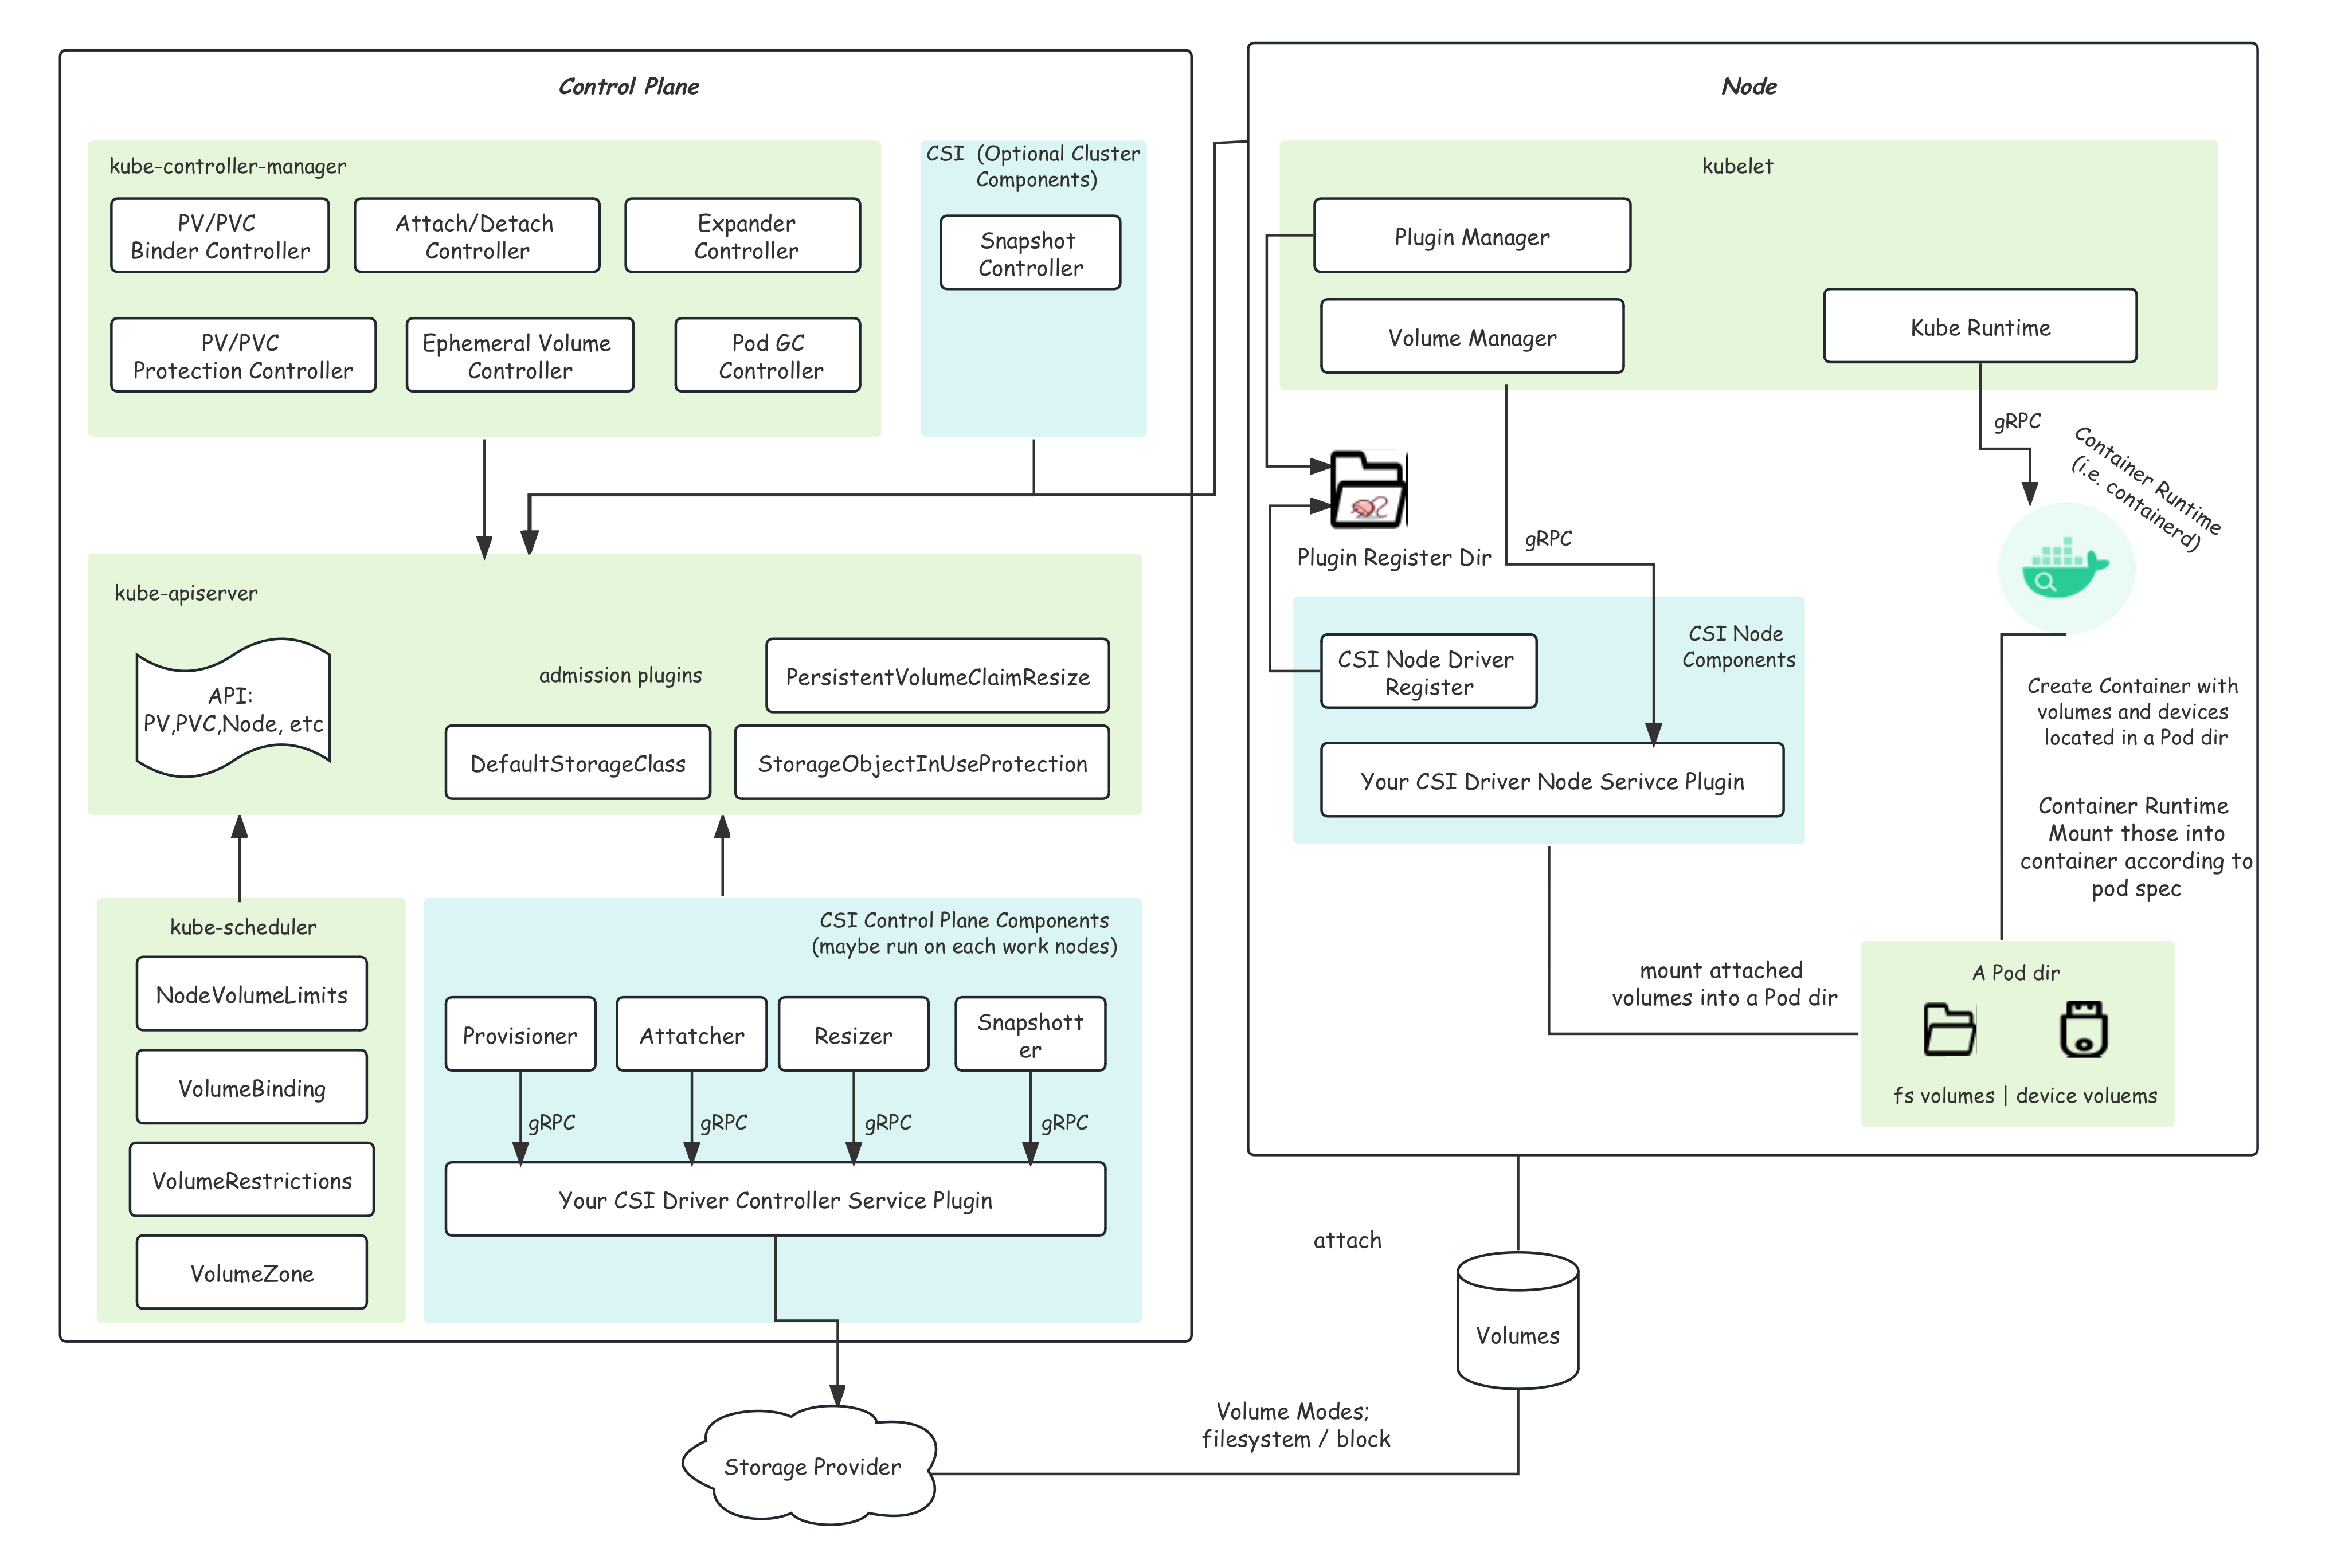 Control Plane
kube-controller-manager
PV/PVC
Binder Controller
Attach/Detach
Controller
Expander
Controller
PV/PVC
Protection Controller
Ephemeral Volume
Controller
Pod GC
Controller
CSI (Optional Cluster
Components)
Snapshot
Controller
kube-apiserver
API:
PV,PVC,Node, etc
admission plugins
PersistentVolumeClaimResize
DefaultStorageClass
StorageObjectInUseProtection
kube-scheduler
NodeVolumeLimits
VolumeBinding
VolumeRestrictions
VolumeZone
CSI Control Plane Components
(maybe run on each work nodes)
Provisioner
Attatcher
Resizer
Snapshott
er
gRPC
gRPC
gRPC
gRPC
Your CSI Driver Controller Service Plugin
Storage Provider
Node
kubelet
Plugin Manager
Volume Manager
Kube Runtime
gRPC
Container Runtime
(i.e. containerd)
Plugin Register Dir
gRPC
CSI Node
Components
CSI Node Driver
Register
Your CSI Driver Node Serivce Plugin
Create Container with
volumes and devices
located in a Pod dir
Container Runtime
Mount those into
container according to
pod spec
mount attached
volumes into a Pod dir
A Pod dir
fs volumes | device voluems
attach
Volumes
Volume Modes;
filesystem / block